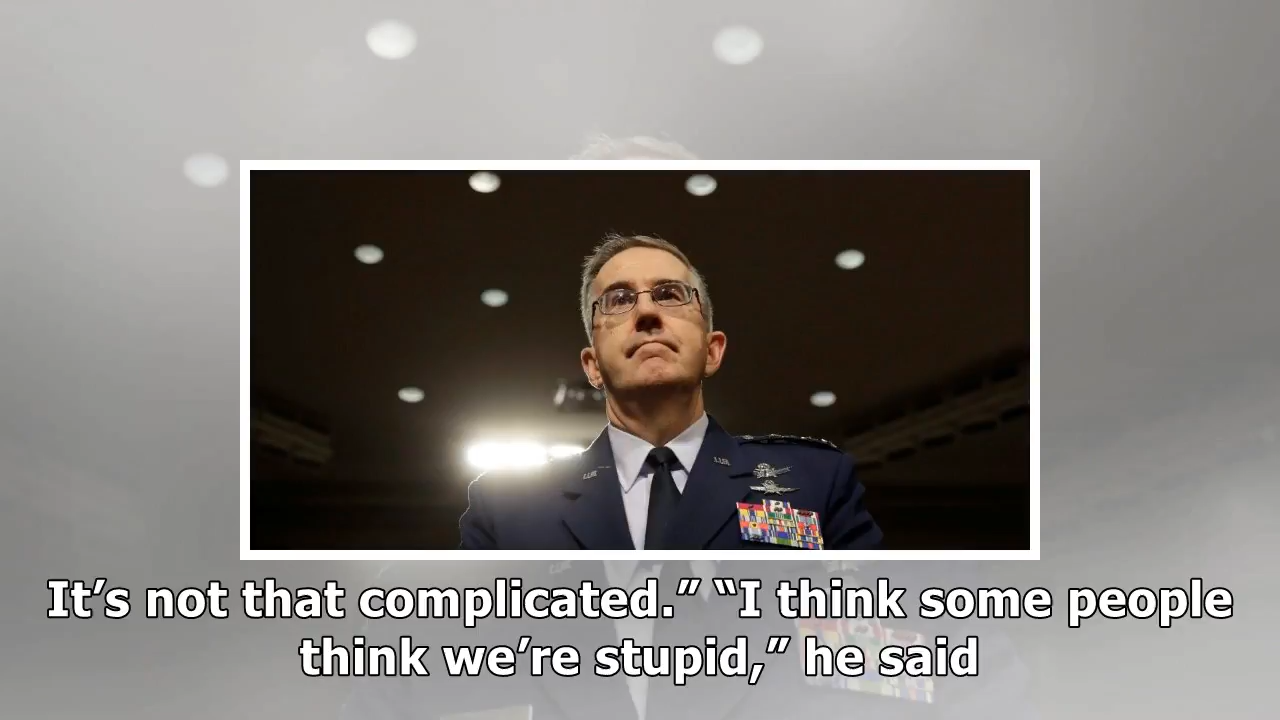 It’s not that complicated.” “I think some people
think we’re stupid,” he said